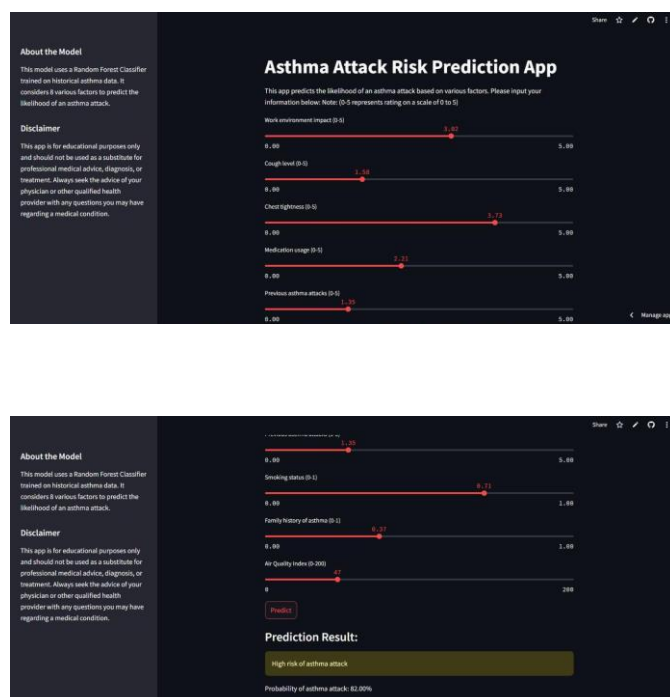 Share
About the Model
This model uses a Random Forest Classifier
trained on historical asthma data. It
considers 8 various factors to predict the
likelihood of an asthma attack.
Disclaimer
This app is for educational purposes only
and should not be used as a substitute for
professional medical advice, diagnosis, or
treatment. Always seek the advice of your
physician or other qualified health
provider with any questions you may have
regarding a medical condition.
Asthma Attack Risk Prediction App
This app predicts the likelihood of an asthma attack based on various factors. Please input your
information below: Note: (0-5 represents rating on a scale of 0 to 5)
Work environment impact (0-5)
3.02
0.00 5.00
Cough level (0-5)
1.58
0.00 5.00
Chest tightness (0-5)
3.73
0.00 5.00
Medication usage (0-5)
2.21
0.00 5.00
Previous asthma attacks (0-5)
1.35
0.00 5.00
Manage app
Share
About the Model
This model uses a Random Forest Classifier
trained on historical asthma data. It
considers 8 various factors to predict the
likelihood of an asthma attack.
Disclaimer
This app is for educational purposes only
and should not be used as a substitute for
professional medical advice, diagnosis, or
treatment. Always seek the advice of your
physician or other qualified health
provider with any questions you may have
regarding a medical condition.
1.35
0.00 5.00
Smoking status (0-1)
0.71
0.00 1.00
Family history of asthma (0-1)
0.37
0.00 1.00
Air Quality Index (0-200)
47
0 200
Predict
Prediction Result:
High risk of asthma attack
Probability of asthma attack: 82.00%